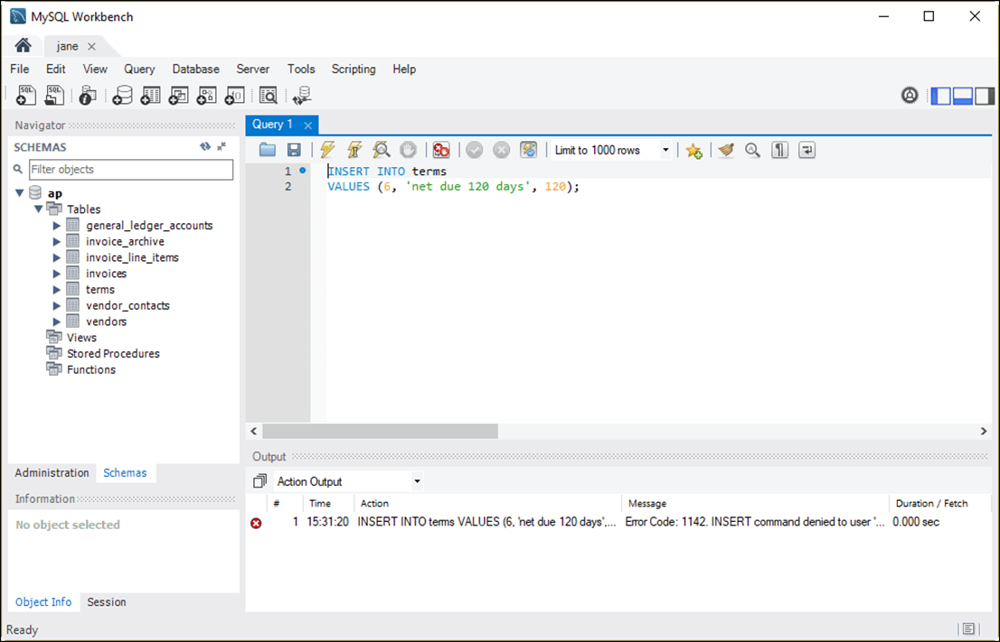 MySQL Workbench
jane
File Edit View Query Database Server Tools Scripting Help
SQL SQL
Navigator
SCHEMAS
Filter objects
ap
Tables
general_ledger_accounts
invoice_archive
invoice_line_items
invoices
terms
vendor_contacts
vendors
Views
Stored Procedures
Functions
Administration Schemas
Information
No object selected
Object Info Session
Query 1
Limit to 1000 rows
1 INSERT INTO terms
2 VALUES (6, 'net due 120 days', 120);
Output
Action Output
# Time Action Message Duration / Fetch
1 15:31:20 INSERT INTO terms VALUES (6, 'net due 120 days',... Error Code: 1142. INSERT command denied to user '... 0.000 sec
Ready